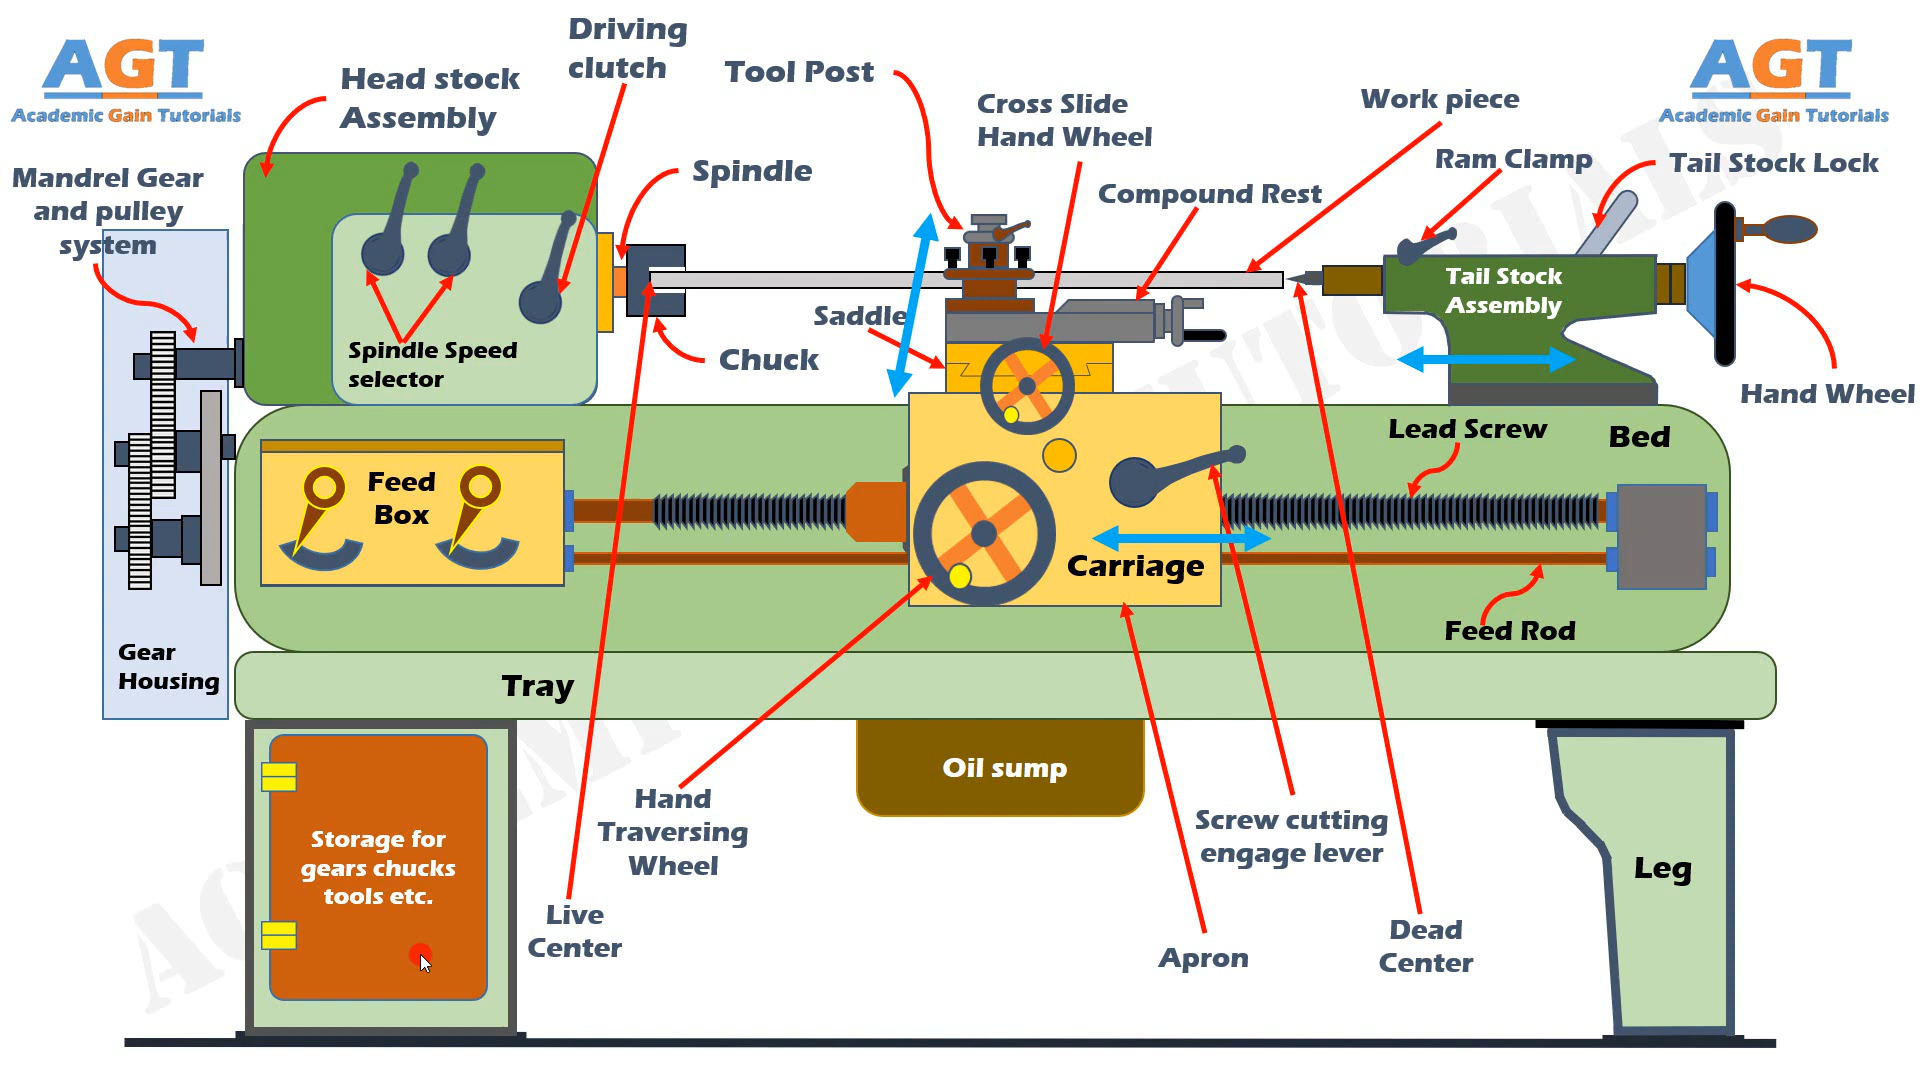 AGT
Academic Gain Tutorials
Head stock
Assembly
Driving
clutch
Tool Post
Cross Slide
Hand Wheel
Work piece
AGT
Academic Gain Tutorials
Mandrel Gear
and pulley
system
Spindle
Compound Rest
Ram Clamp
Tail Stock Lock
Tail Stock
Assembly
Saddle
Spindle Speed
selector
Chuck
Hand Wheel
Lead Screw
Bed
Feed
Box
Carriage
Feed Rod
Gear
Housing
Tray
Oil sump
Hand
Traversing
Wheel
Screw cutting
engage lever
Storage for
gears chucks
tools etc.
Leg
Live
Center
Apron
Dead
Center